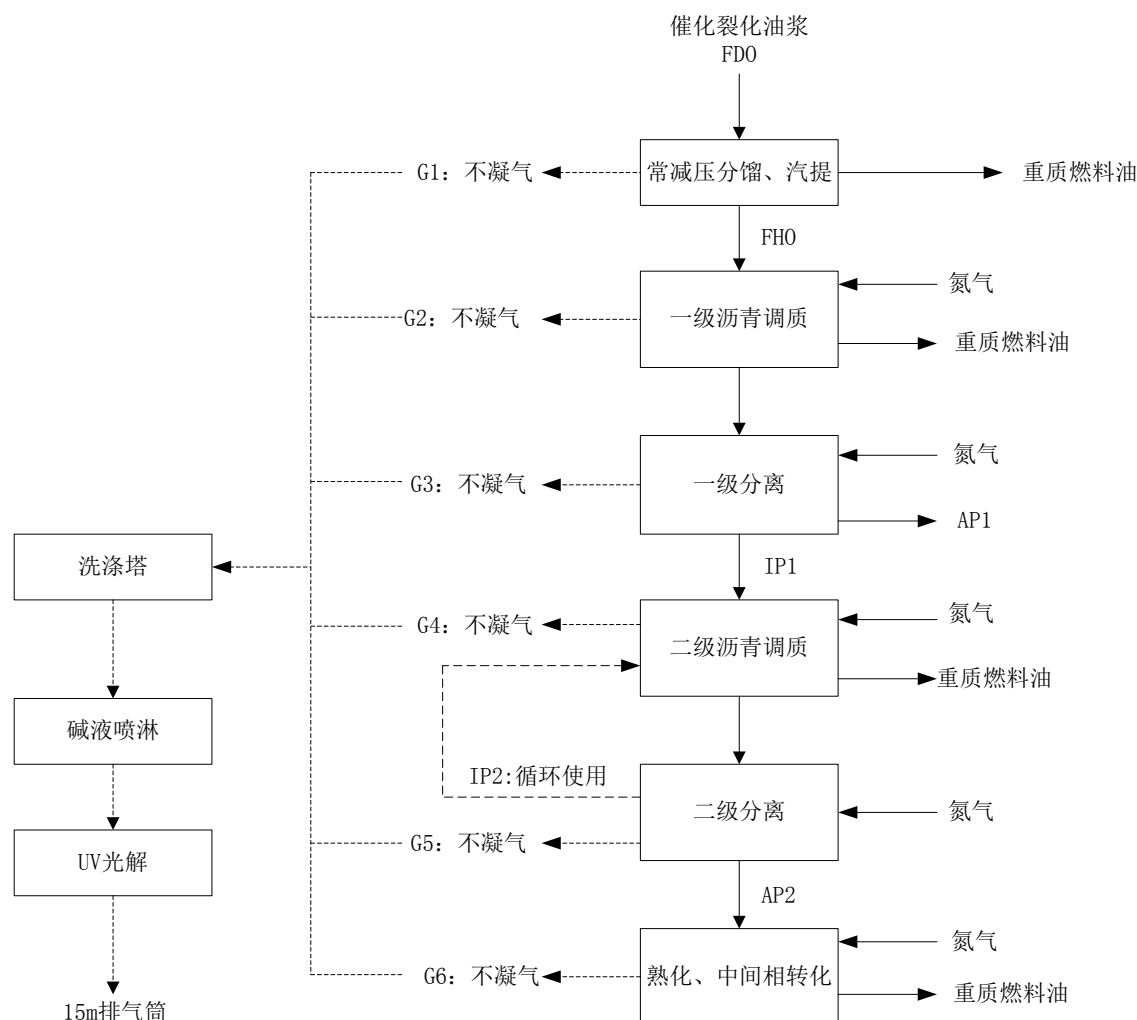 催化裂化油浆
FDO
G1: 不凝气
常减压分馏、汽提
重质燃料油
FHO
氮气
G2: 不凝气
一级沥青调质
重质燃料油
氮气
G3: 不凝气
一级分离
AP1
洗涤塔
IP1
氮气
G4: 不凝气
二级沥青调质
重质燃料油
碱液喷淋
IP2:循环使用
二级分离
氮气
G5: 不凝气
UV光解
AP2
氮气
G6: 不凝气
熟化、中间相转化
重质燃料油
15m排气筒